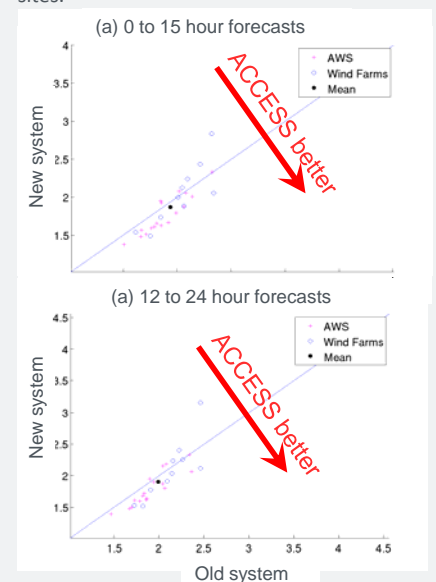 sites.
(a) 0 to 15 hour forecasts
4
3.5
3
2.5
2
1.5
New system
AWS
Wind Farms
Mean
ACCESS better
(a) 12 to 24 hour forecasts
4.5
4
3.5
3
2.5
2
1.5
1
New system
AWS
Wind Farms
Mean
ACCESS better
1.5
2
2.5
3
3.5
4
4.5
Old system